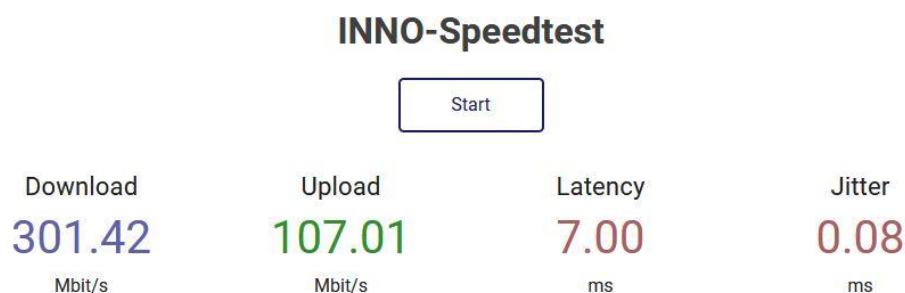 INNO-Speedtest
Start
Download Upload Latency Jitter
301.42 107.01 7.00 0.08
Mbit/s Mbit/s ms ms